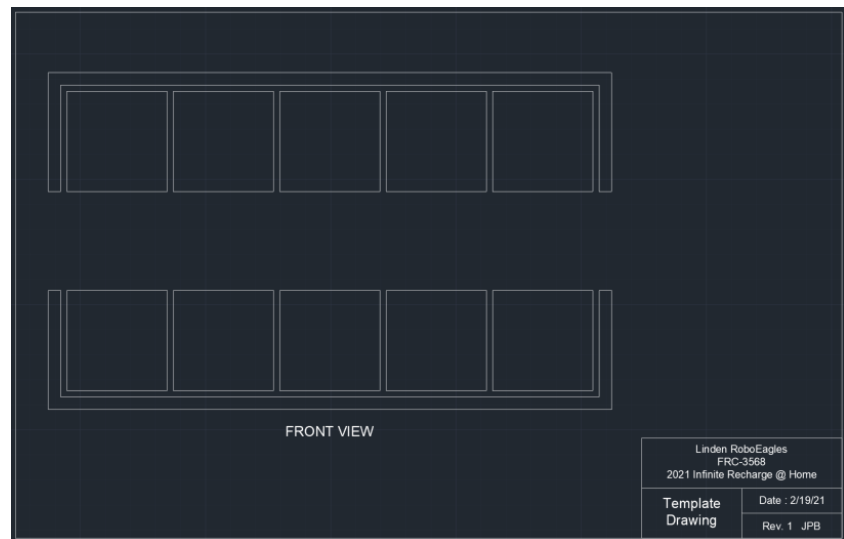 FRONT VIEW
Linden RoboEagles
FRC-3568
2021 Infinite Recharge @ Home
Template
Drawing
Date : 2/19/21
Rev. 1 JPB